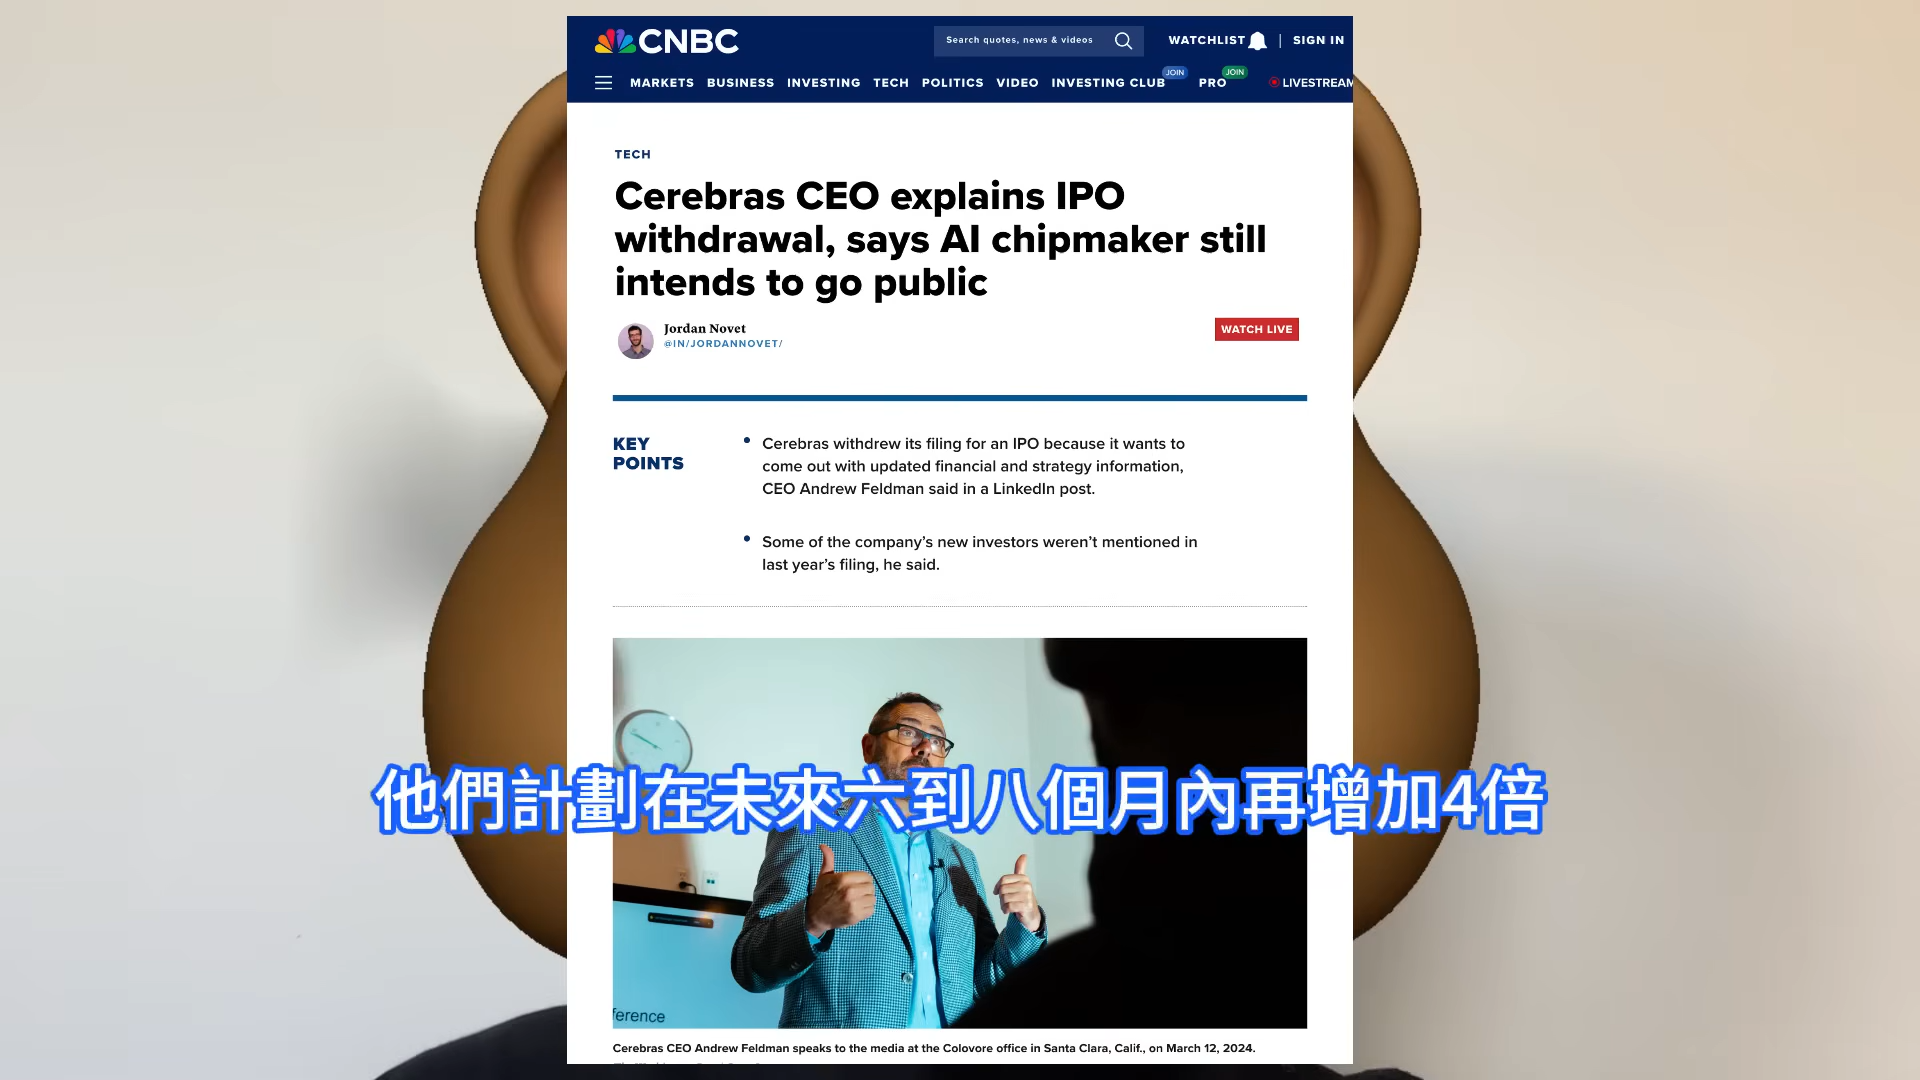 CNBC
Search quotes, news & videos
WATCHLIST | SIGN IN
MARKETS BUSINESS INVESTING TECH POLITICS VIDEO INVESTING CLUB JOIN PRO JOIN LIVESTREAM
TECH
Cerebras CEO explains IPO
withdrawal, says AI chipmaker still
intends to go public
Jordan Novet
@IN/JORDANNOVET/
WATCH LIVE
KEY
POINTS
• Cerebras withdrew its filing for an IPO because it wants to
come out with updated financial and strategy information,
CEO Andrew Feldman said in a LinkedIn post.
• Some of the company’s new investors weren’t mentioned in
last year’s filing, he said.
他們計劃在未來六到八個月內再增加4倍
ference
Cerebras CEO Andrew Feldman speaks to the media at the Colovore office in Santa Clara, Calif., on March 12, 2024.